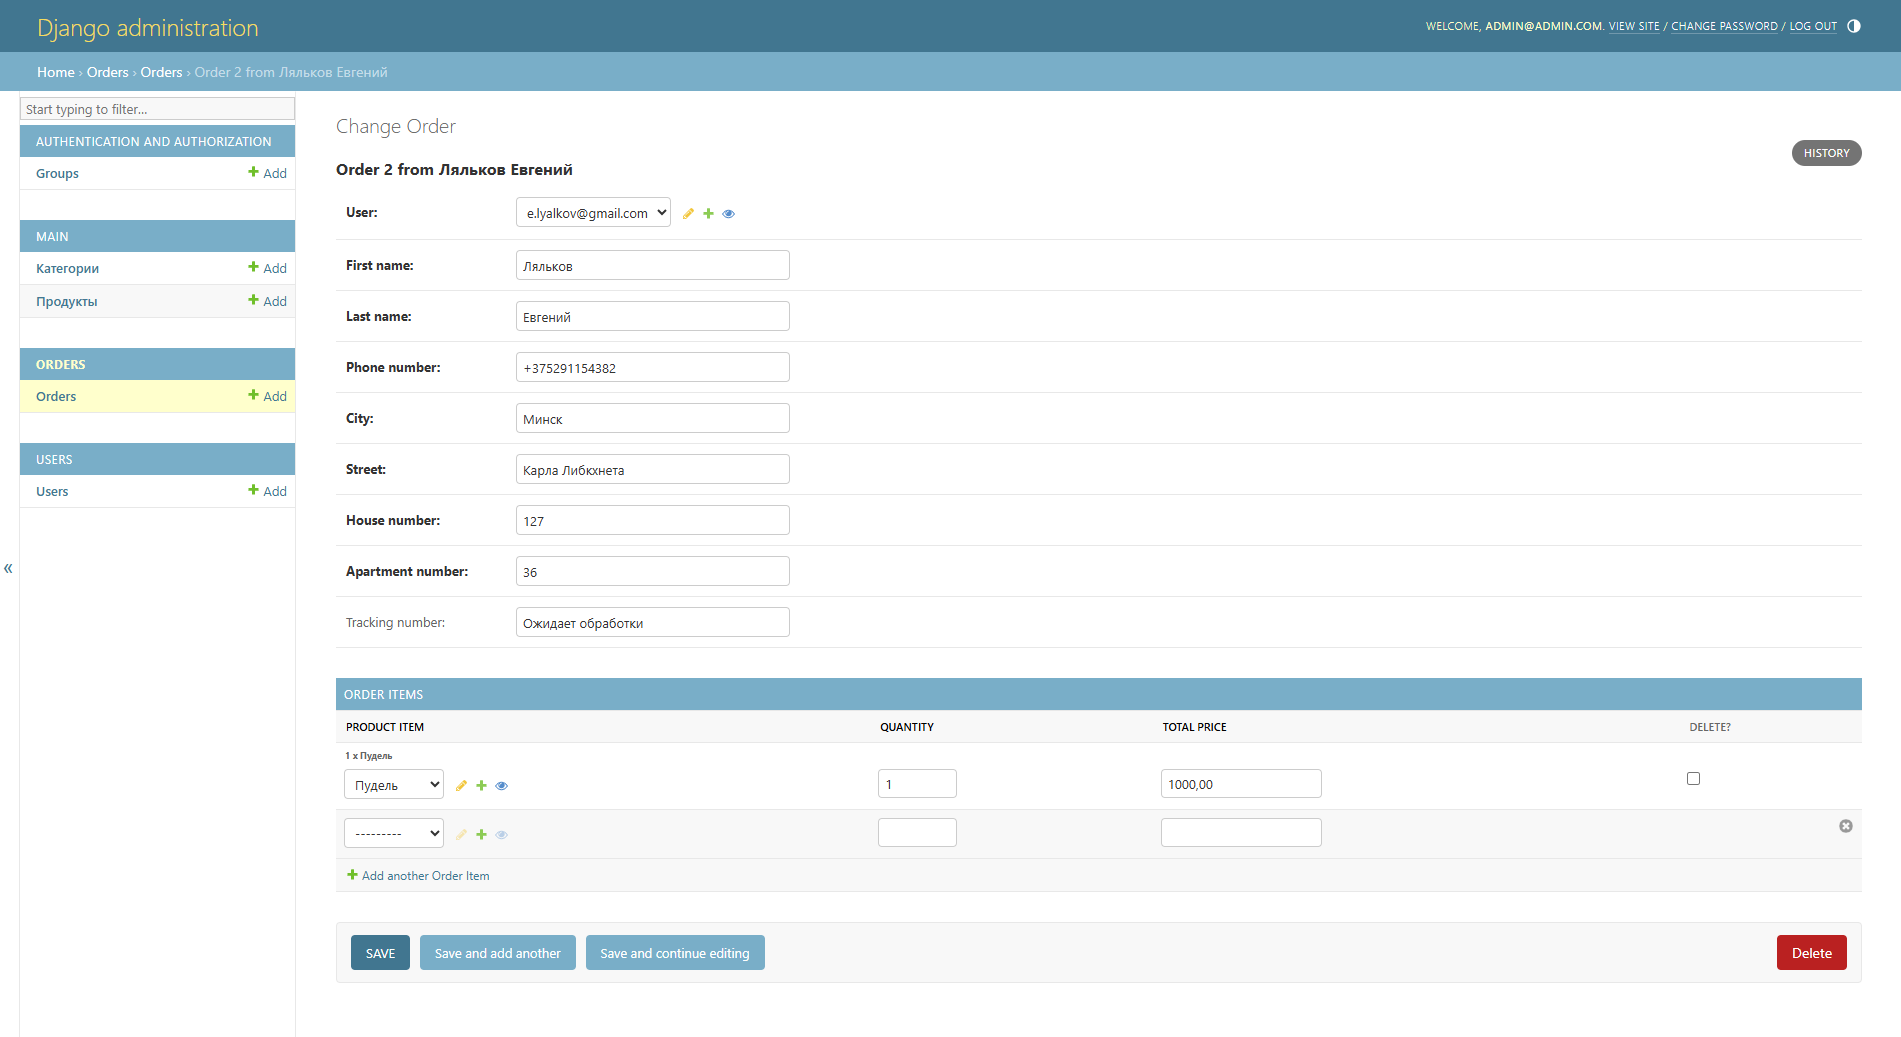 Django administration
WELCOME, ADMIN@ADMIN.COM. VIEW SITE / CHANGE PASSWORD / LOG OUT
Home › Orders › Orders › Order 2 from Ляльков Евгений
Start typing to filter...
AUTHENTICATION AND AUTHORIZATION
Groups Add
MAIN
Категории Add
Продукты Add
ORDERS
Orders Add
USERS
Users Add
«
Change Order
HISTORY
Order 2 from Ляльков Евгений
User: e.lyalkov@gmail.com
First name: Ляльков
Last name: Евгений
Phone number: +375291154382
City: Минск
Street: Карла Либкхнета
House number: 127
Apartment number: 36
Tracking number: Ожидает обработки
ORDER ITEMS
PRODUCT ITEM QUANTITY TOTAL PRICE DELETE?
1 x Пудель
Пудель 1 1000,00
---------
Add another Order Item
SAVE Save and add another Save and continue editing Delete